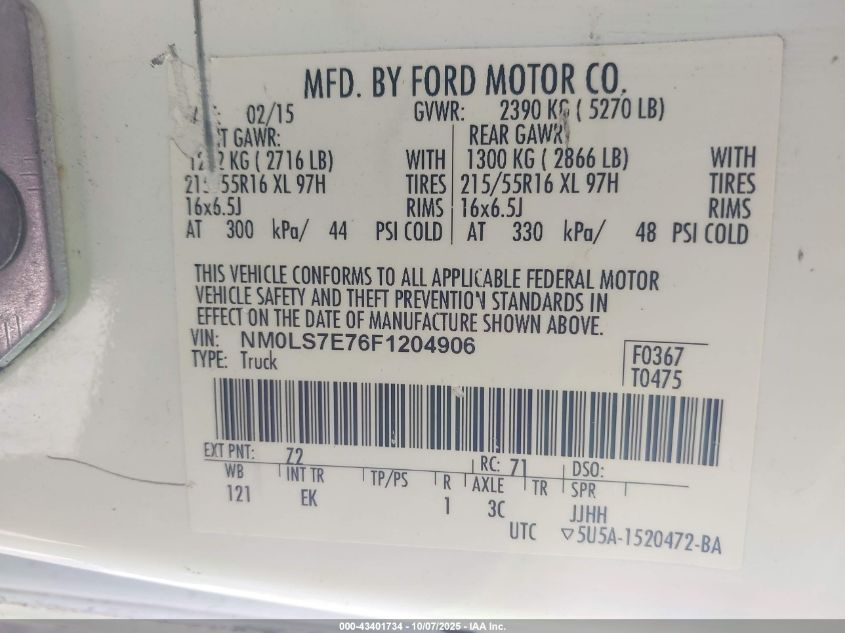 MFD. BY FORD MOTOR CO.
02/15 GVWR: 2390 KG ( 5270 LB)
GAWR: REAR GAWR
KG ( 2716 LB) WITH 1300 KG ( 2866 LB) WITH
55R16 XL 97H TIRES 215/55R16 XL 97H TIRES
16x6.5J RIMS 16x6.5J RIMS
AT 300 kPa/ 44 PSI COLD AT 330 kPa/ 48 PSI COLD
THIS VEHICLE CONFORMS TO ALL APPLICABLE FEDERAL MOTOR
VEHICLE SAFETY AND THEFT PREVENTION STANDARDS IN
EFFECT ON THE DATE OF MANUFACTURE SHOWN ABOVE.
VIN: NM0LS7E76F1204906
TYPE: Truck
F0367
T0475
EXT PNT: 72 RC: 71 DSO:
WB INT TR TP/PS R AXLE TR SPR
121 EK 1 3C JJHH
UTC ▽5U5A-1520472-BA
000-43401734 - 10/07/2025 - IAA Inc.